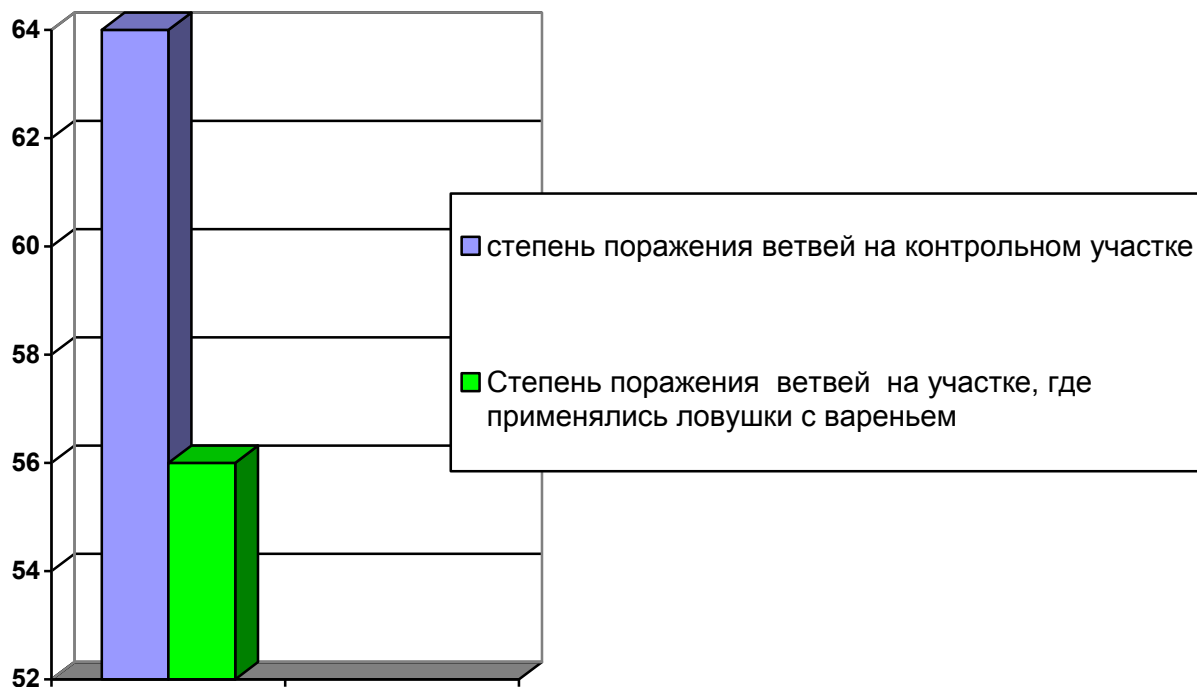 64
62
60
58
56
54
52
степень поражения ветвей на контрольном участке
Степень поражения ветвей на участке, где
применялись ловушки с вареньем